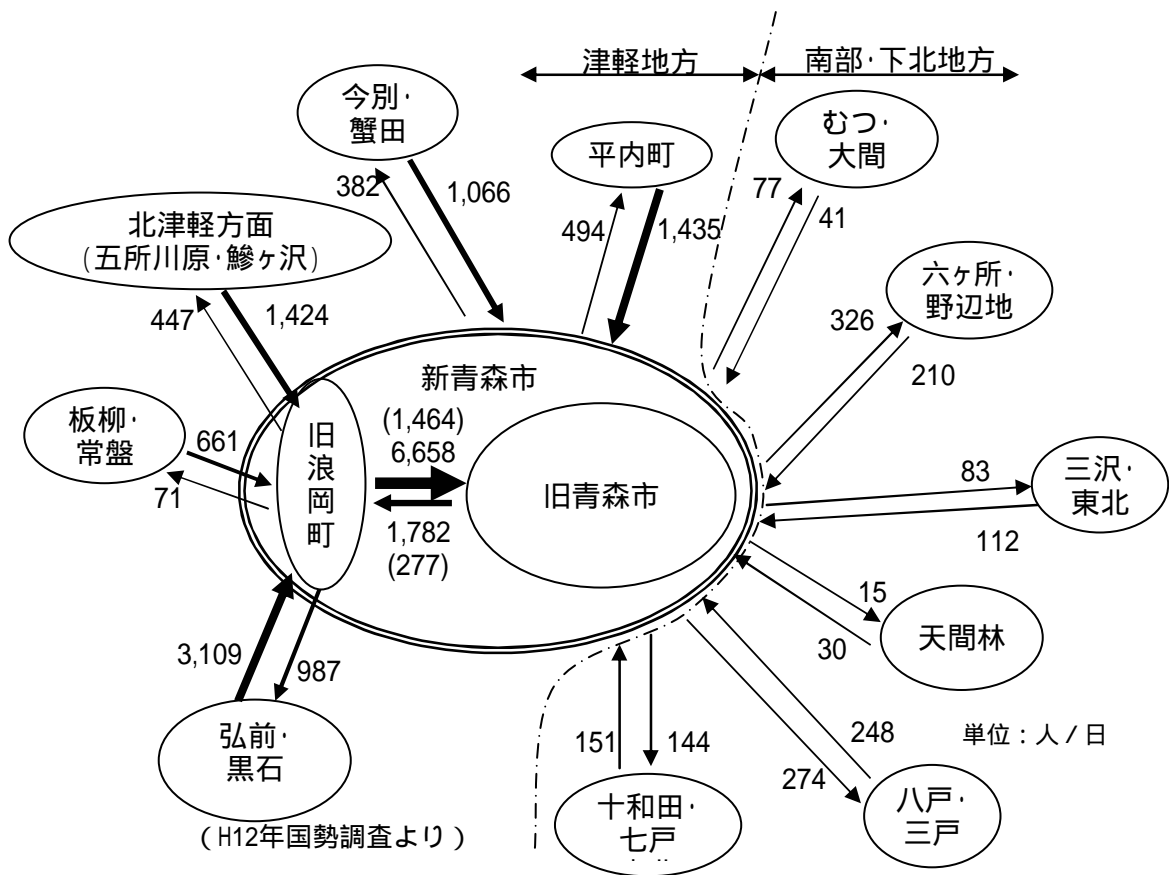 津軽地方
南部・下北地方
今別・
蟹田
平内町
むつ・
大間
382
1,066
494
1,435
77
41
北津軽方面
(五所川原・鰺ヶ沢)
447
1,424
六ヶ所・
野辺地
326
210
新青森市
板柳・
常盤
661
71
旧浪岡町
(1,464)
6,658
1,782
(277)
旧青森市
三沢・
東北
83
112
15
30
天間林
3,109
987
弘前・
黒石
(H12年国勢調査より)
151
144
十和田・
七戸
248
274
八戸・
三戸
単位:人/日